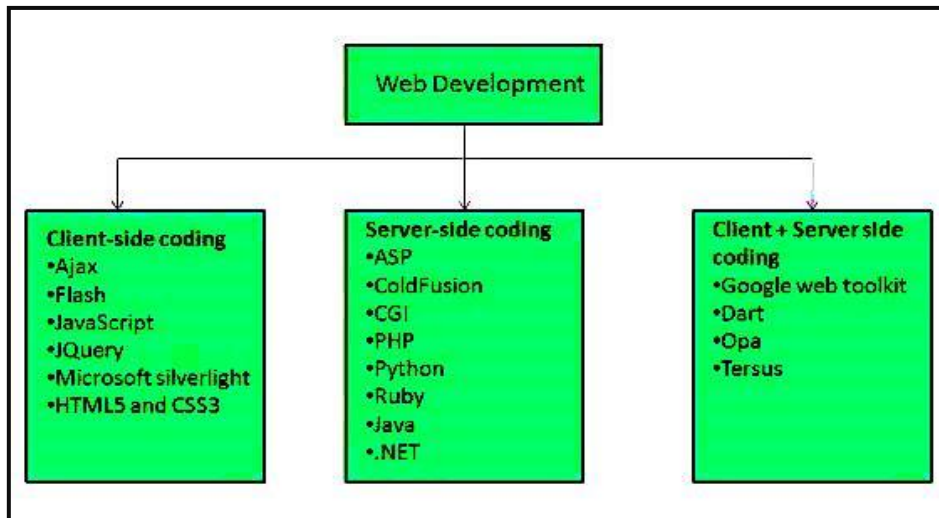 Web Development
Client-side coding
•Ajax
•Flash
•JavaScript
•JQuery
•Microsoft silverlight
•HTML5 and CSS3
Server-side coding
•ASP
•ColdFusion
•CGI
•PHP
•Python
•Ruby
•Java
•.NET
Client + Server side
coding
•Google web toolkit
•Dart
•Opa
•Tersus